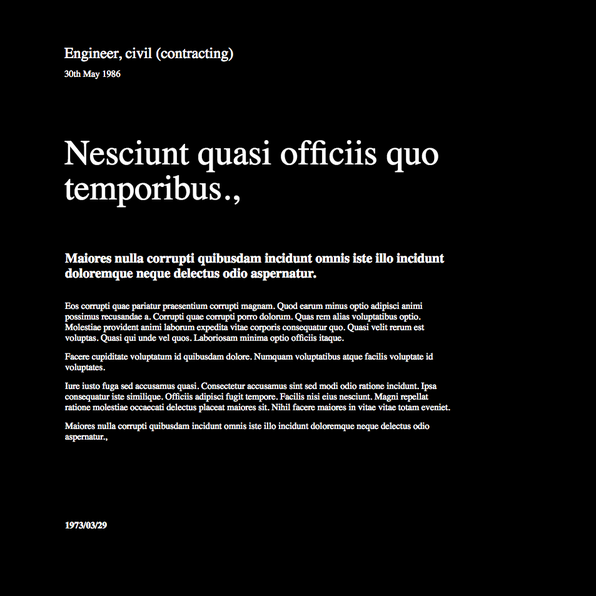 Engineer, civil (contracting)
30th May 1986
Nesciunt quasi officiis quo
temporibus.,
Maiores nulla corrupti quibusdam incidunt omnis iste illo incidunt
doloremque neque delectus odio aspernatur.
Eos corrupti quae pariatur praesentium corrupti magnam. Quod earum minus optio adipisci animi
possimus recusandae a. Corrupti quae corrupti porro dolorum. Quas rem alias voluptatibus optio.
Molestiae provident animi laborum expedita vitae corporis consequatur quo. Quasi velit rerum est
voluptas. Quasi qui unde vel quos. Laboriosam minima optio officiis itaque.
Facere cupiditate voluptatum id quibusdam dolore. Numquam voluptatibus atque facilis voluptate id
voluptates.
Iure iusto fuga sed accusamus quasi. Consectetur accusamus sint sed modi odio ratione incidunt. Ipsa
consequatur iste similique. Officiis adipisci fugit tempore. Facilis nisi eius nesciunt. Magni repellat
ratione molestiae occaecati delectus placeat maiores sit. Nihil facere maiores in vitae vitae totam eveniet.
Maiores nulla corrupti quibusdam incidunt omnis iste illo incidunt doloremque neque delectus odio
aspernatur.,
1973/03/29